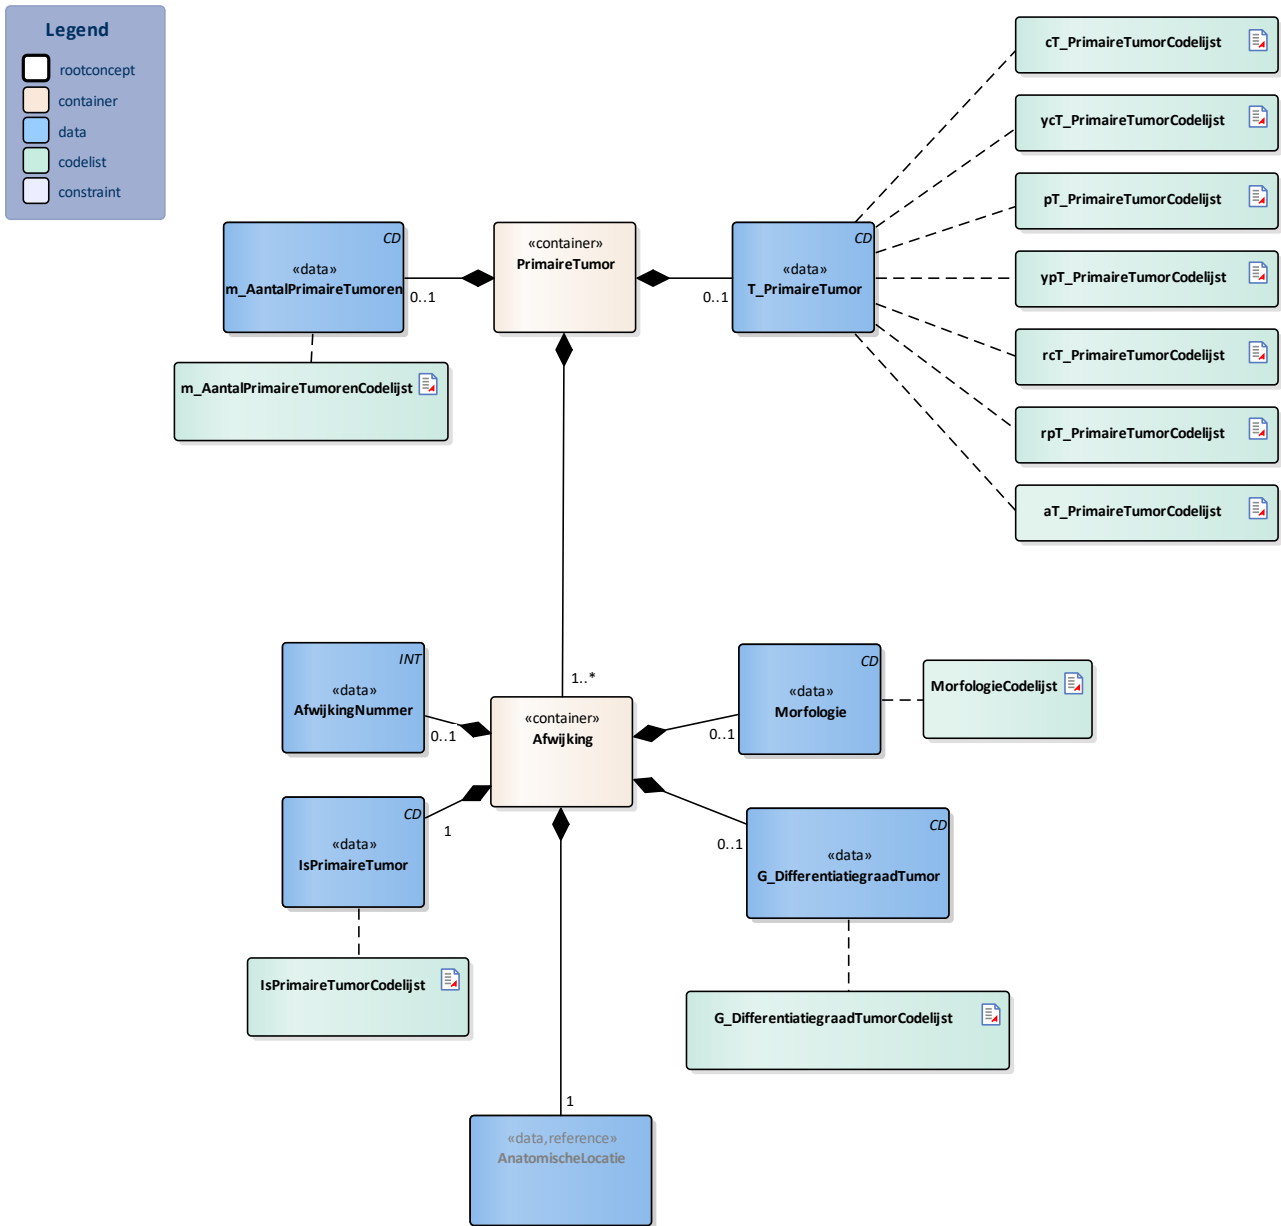 Legend
rootconcept
container
data
codelist
constraint
cT_PrimaireTumorCodelijst
ycT_PrimaireTumorCodelijst
pT_PrimaireTumorCodelijst
ypT_PrimaireTumorCodelijst
rcT_PrimaireTumorCodelijst
rpT_PrimaireTumorCodelijst
aT_PrimaireTumorCodelijst
CD
«data»
m_AantalPrimaireTumoren
0..1
«container»
PrimaireTumor
CD
«data»
T_PrimaireTumor
0..1
m_AantalPrimaireTumorenCodelijst
1..*
INT
«data»
AfwijkingNummer
0..1
«container»
Afwijking
CD
«data»
Morfologie
0..1
MorfologieCodelijst
CD
«data»
IsPrimaireTumor
1
CD
«data»
G_DifferentiatiegraadTumor
0..1
IsPrimaireTumorCodelijst
G_DifferentiatiegraadTumorCodelijst
1
«data,reference»
AnatomischeLocatie